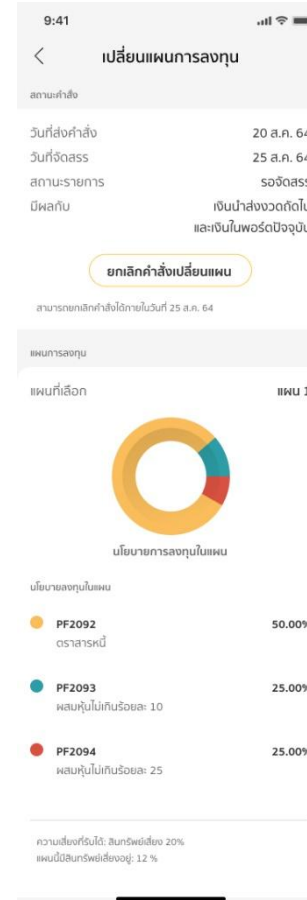 9:41
เปลี่ยนแผนการลงทุน
สถานะคำสั่ง
วันที่ส่งคำสั่ง 20 ส.ค. 64
วันที่จัดสรร 25 ส.ค. 64
สถานะรายการ รอจัดสรร
มีผลกับ เงินนำส่งงวดถัดไป
และเงินในพอร์ตปัจจุบัน
ยกเลิกคำสั่งเปลี่ยนแผน
สามารถยกเลิกคำสั่งได้ภายในวันที่ 25 ส.ค. 64
แผนการลงทุน
แผนที่เลือก แผน 1
นโยบายการลงทุนในแผน
นโยบายลงทุนในแผน
PF2092 50.00%
ตราสารหนี้
PF2093 25.00%
ผสมหุ้นไม่เกินร้อยละ 10
PF2094 25.00%
ผสมหุ้นไม่เกินร้อยละ 25
ความเสี่ยงที่รับได้: สินทรัพย์เสี่ยง 20%
แผนนี้มีสินทรัพย์เสี่ยงอยู่: 12 %